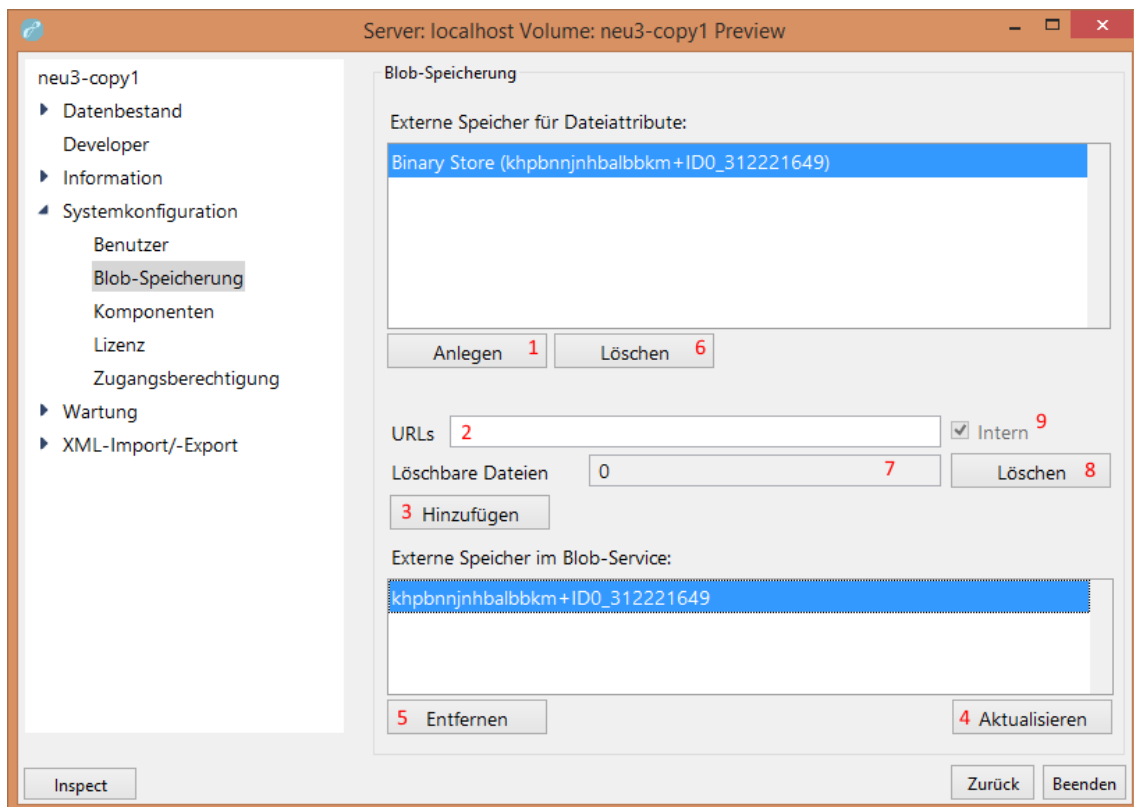 Server: localhost Volume: neu3-copy1 Preview
neu3-copy1
Datenbestand
Developer
Information
Systemkonfiguration
Benutzer
Blob-Speicherung
Komponenten
Lizenz
Zugangsberechtigung
Wartung
XML-Import/-Export
Blob-Speicherung
Externe Speicher für Dateiattribute:
Binary Store (khpbnnjnhbalbbkm+ID0_312221649)
Anlegen 1 Löschen 6
URLs 2 Intern 9
Löschbare Dateien 0 7 Löschen 8
3 Hinzufügen
Externe Speicher im Blob-Service:
khpbnnjnhbalbbkm+ID0_312221649
5 Entfernen 4 Aktualisieren
Inspect Zurück Beenden